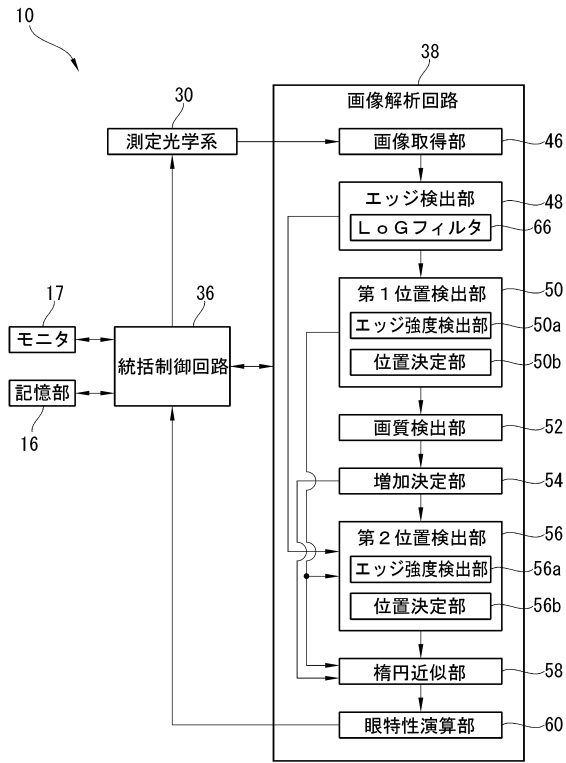 10
38
画像解析回路
30
測定光学系
画像取得部
46
エッジ検出部
48
LoGフィルタ
66
第1位置検出部
50
エッジ強度検出部
50a
位置決定部
50b
17
モニタ
36
統括制御回路
記憶部
16
画質検出部
52
増加決定部
54
第2位置検出部
56
エッジ強度検出部
56a
位置決定部
56b
楕円近似部
58
眼特性演算部
60